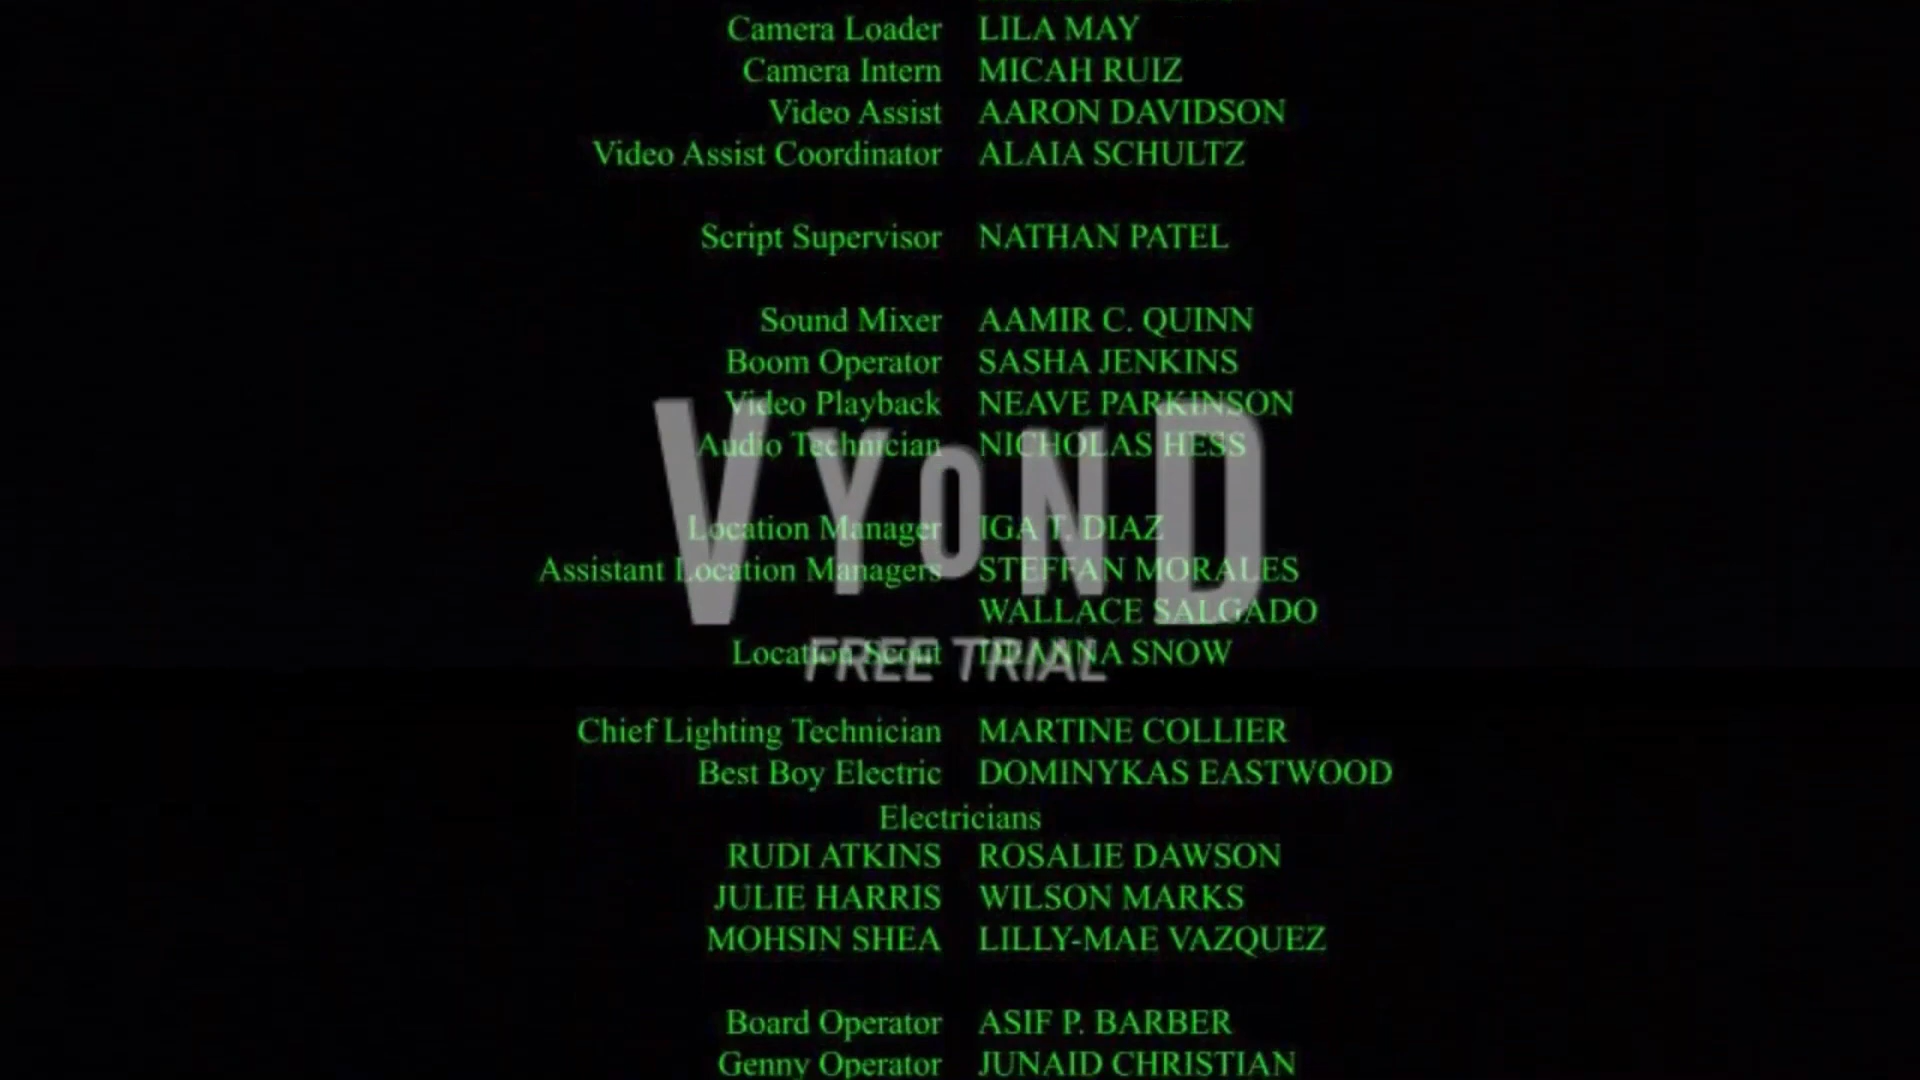 Camera Loader LILA MAY
Camera Intern MICAH RUIZ
Video Assist AARON DAVIDSON
Video Assist Coordinator ALAIA SCHULTZ
Script Supervisor NATHAN PATEL
Sound Mixer AAMIR C. QUINN
Boom Operator SASHA JENKINS
Video Playback NEAVE PARKINSON
Audio Technician NICHOLAS HESS
VYOND
Location Manager IGA T. DIAZ
Assistant Location Managers STEFFAN MORALES
WALLACE SALGADO
Location Scout DEANNA SNOW
FREE TRIAL
Chief Lighting Technician MARTINE COLLIER
Best Boy Electric DOMINYKAS EASTWOOD
Electricians
RUDI ATKINS ROSALIE DAWSON
JULIE HARRIS WILSON MARKS
MOHSIN SHEA LILLY-MAE VAZQUEZ
Board Operator ASIF P. BARBER
Genny Operator JUNAID CHRISTIAN